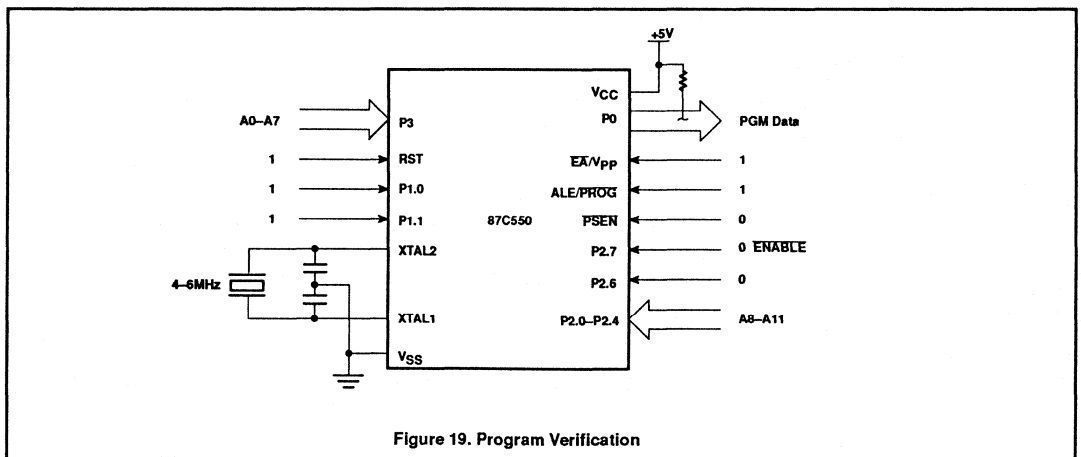 +5V
VCC
A0–A7
P3
P0
PGM Data
1
RST
EA/VPP
1
1
P1.0
ALE/PROG
1
1
P1.1
87C550
PSEN
0
XTAL2
P2.7
0 ENABLE
4–6MHz
P2.6
0
XTAL1
P2.0–P2.4
A8–A11
VSS
Figure 19. Program Verification